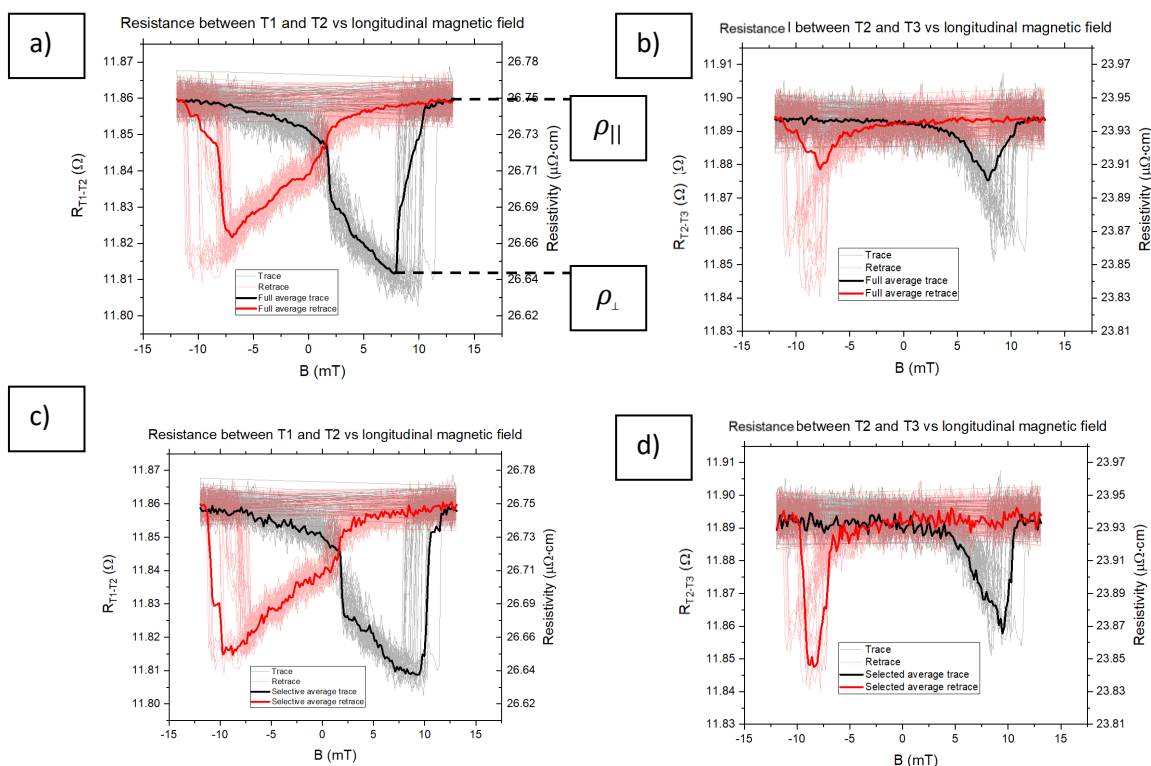 a)
Resistance between T1 and T2 vs longitudinal magnetic field
11.87
11.86
11.85
11.84
11.83
11.82
11.81
11.80
R_T1-T2 (Ω)
-15 -10 -5 0 5 10 15
B (mT)
26.78
26.75
26.73
26.71
26.69
26.66
26.64
26.62
Resistivity (μΩ·cm)
Trace
Retrace
Full average trace
Full average retrace
ρ||
ρ⊥
b)
Resistance I between T2 and T3 vs longitudinal magnetic field
11.91
11.90
11.89
11.88
11.87
11.86
11.85
11.84
11.83
R_T2-T3 (Ω) (Ω)
-15 -10 -5 0 5 10 15
B (mT)
23.97
23.95
23.93
23.91
23.89
23.87
23.85
23.83
23.81
Resistivity (μΩ·cm)
Trace
Retrace
Full average trace
Full average retrace
c)
Resistance between T1 and T2 vs longitudinal magnetic field
11.87
11.86
11.85
11.84
11.83
11.82
11.81
11.80
R_T1-T2 (Ω)
-15 -10 -5 0 5 10 15
B (mT)
26.78
26.75
26.73
26.71
26.69
26.66
26.64
26.62
Resistivity (μΩ·cm)
Trace
Retrace
Selective average trace
Selective average retrace
d)
Resistance between T2 and T3 vs longitudinal magnetic field
11.91
11.90
11.89
11.88
11.87
11.86
11.85
11.84
11.83
R_T2-T3 (Ω)
-15 -10 -5 0 5 10 15
B (mT)
23.97
23.95
23.93
23.91
23.89
23.87
23.85
23.83
23.81
Resistivity (μΩ·cm)
Trace
Retrace
Selected average trace
Selected average retrace